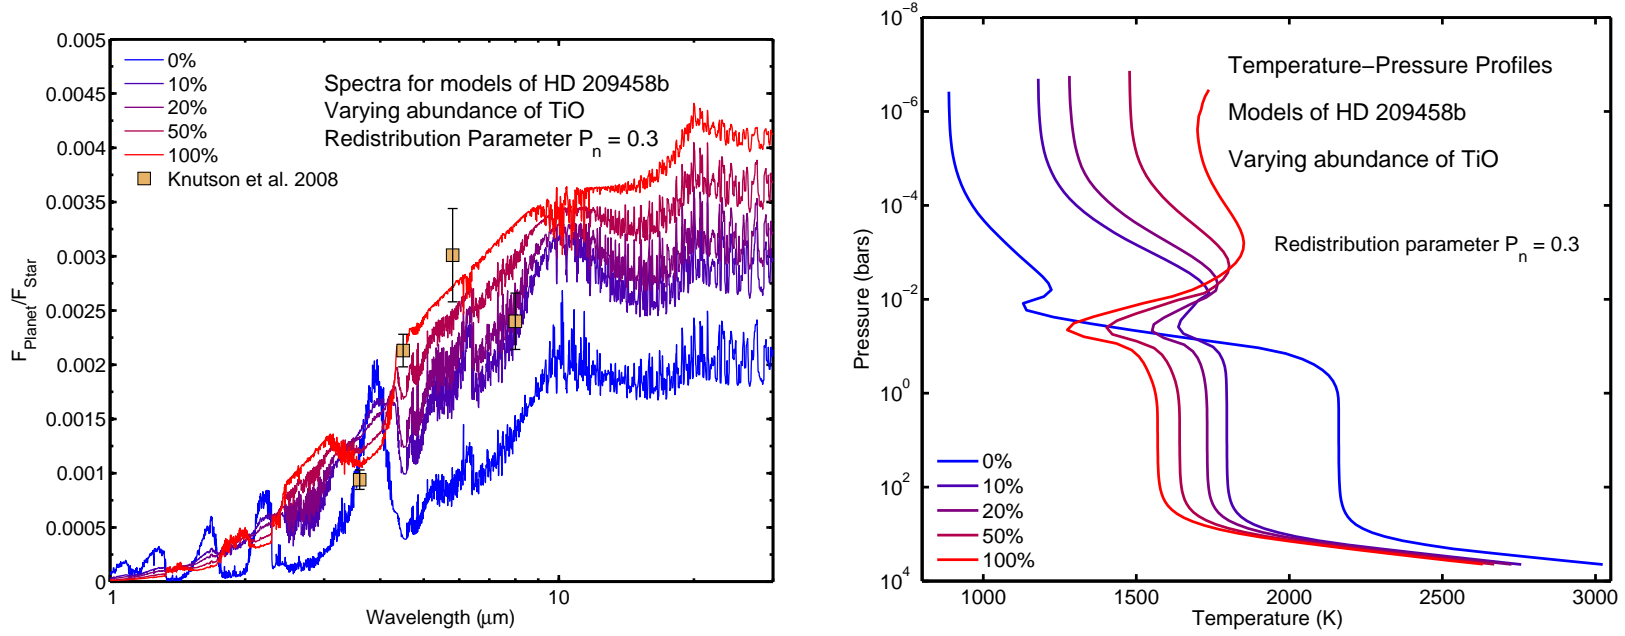 0.005
0.0045
0.004
0.0035
0.003
0.0025
0.002
0.0015
0.001
0.0005
0
1
10
F_Planet/F_Star
Wavelength (μm)
0%
10%
20%
50%
100%
Knutson et al. 2008
Spectra for models of HD 209458b
Varying abundance of TiO
Redistribution Parameter P_n = 0.3
10^−8
10^−6
10^−4
10^−2
10^0
10^2
10^4
1000
1500
2000
2500
3000
Pressure (bars)
Temperature (K)
Temperature−Pressure Profiles
Models of HD 209458b
Varying abundance of TiO
Redistribution parameter P_n = 0.3
0%
10%
20%
50%
100%